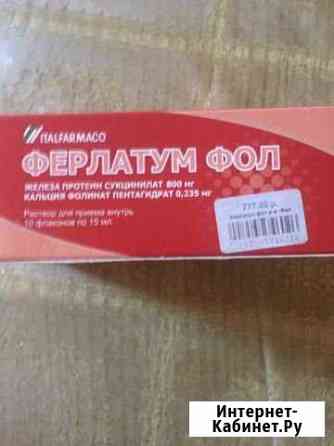 ITALFARMACO
ФЕРЛАТУМ ФОЛ
ЖЕЛЕЗА ПРОТЕИН СУКЦИНИЛАТ 800 мг
КАЛЬЦИЯ ФОЛИНАТ ПЕНТАГИДРАТ 0,235 мг
Раствор для приема внутрь
10 флаконов по 15 мл
Интернет-
Кабинет.Ру